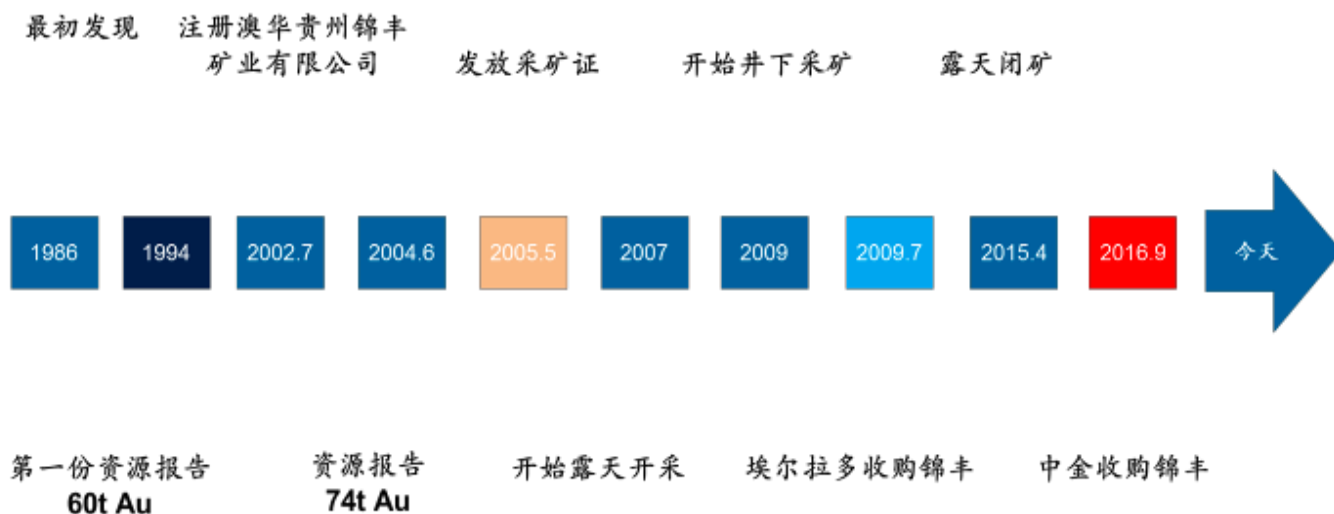 最初发现
注册澳华贵州锦丰
矿业有限公司
发放采矿证
开始井下采矿
露天闭矿
1986
1994
2002.7
2004.6
2005.5
2007
2009
2009.7
2015.4
2016.9
今天
第一份资源报告
60t Au
资源报告
74t Au
开始露天开采
埃尔拉多收购锦丰
中金收购锦丰